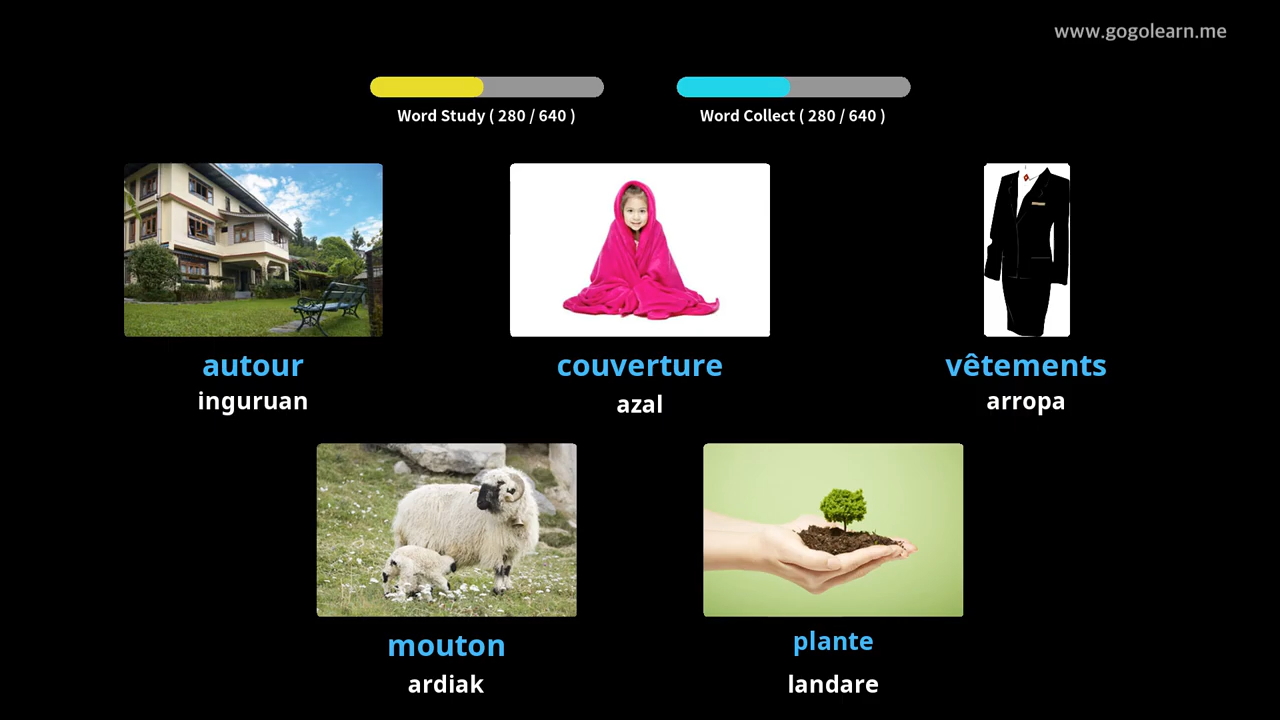 www.gogolearn.me
Word Study ( 280 / 640 )
Word Collect ( 280 / 640 )
autour
inguruan
couverture
azal
vêtements
arropa
mouton
ardiak
plante
landare